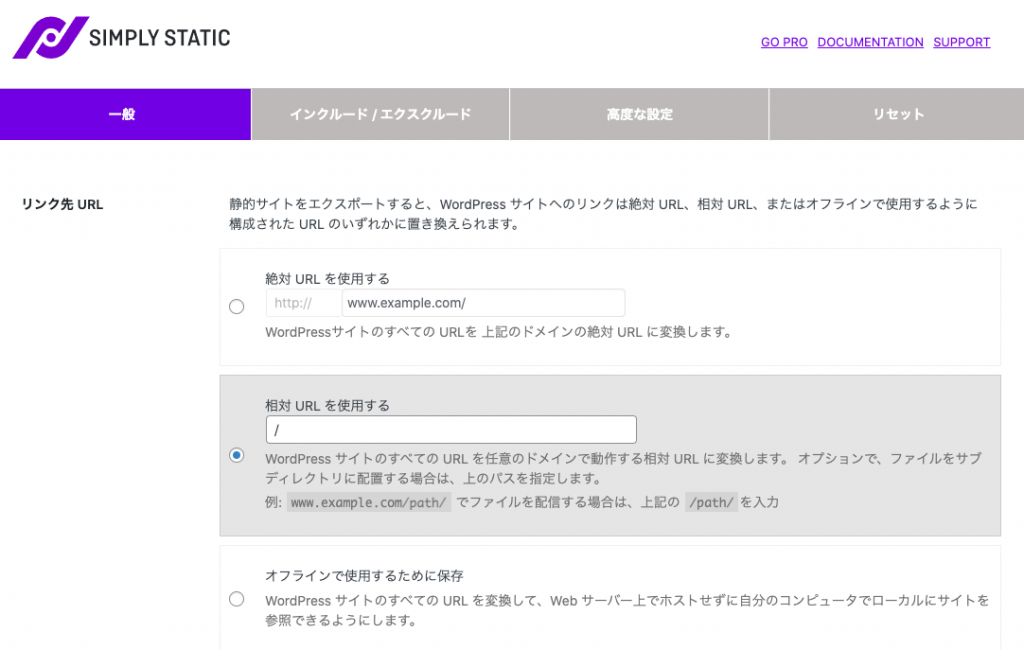 SIMPLY STATIC
GO PRO DOCUMENTATION SUPPORT
一般 インクルード / エクスクルード 高度な設定 リセット
リンク先 URL
静的サイトをエクスポートすると、WordPress サイトへのリンクは絶対 URL、相対 URL、またはオフラインで使用するように
構成された URL のいずれかに置き換えられます。
絶対 URL を使用する
http:// www.example.com/
WordPressサイトのすべての URLを 上記のドメインの絶対 URL に変換します。
相対 URL を使用する
/
WordPress サイトのすべての URL を任意のドメインで動作する相対 URL に変換します。 オプションで、ファイルをサブ
ディレクトリに配置する場合は、上のパスを指定します。
例: www.example.com/path/ でファイルを配信する場合は、上記の /path/ を入力
オフラインで使用するために保存
WordPress サイトのすべての URL を変換して、Web サーバー上でホストせずに自分のコンピュータでローカルにサイトを
参照できるようにします。